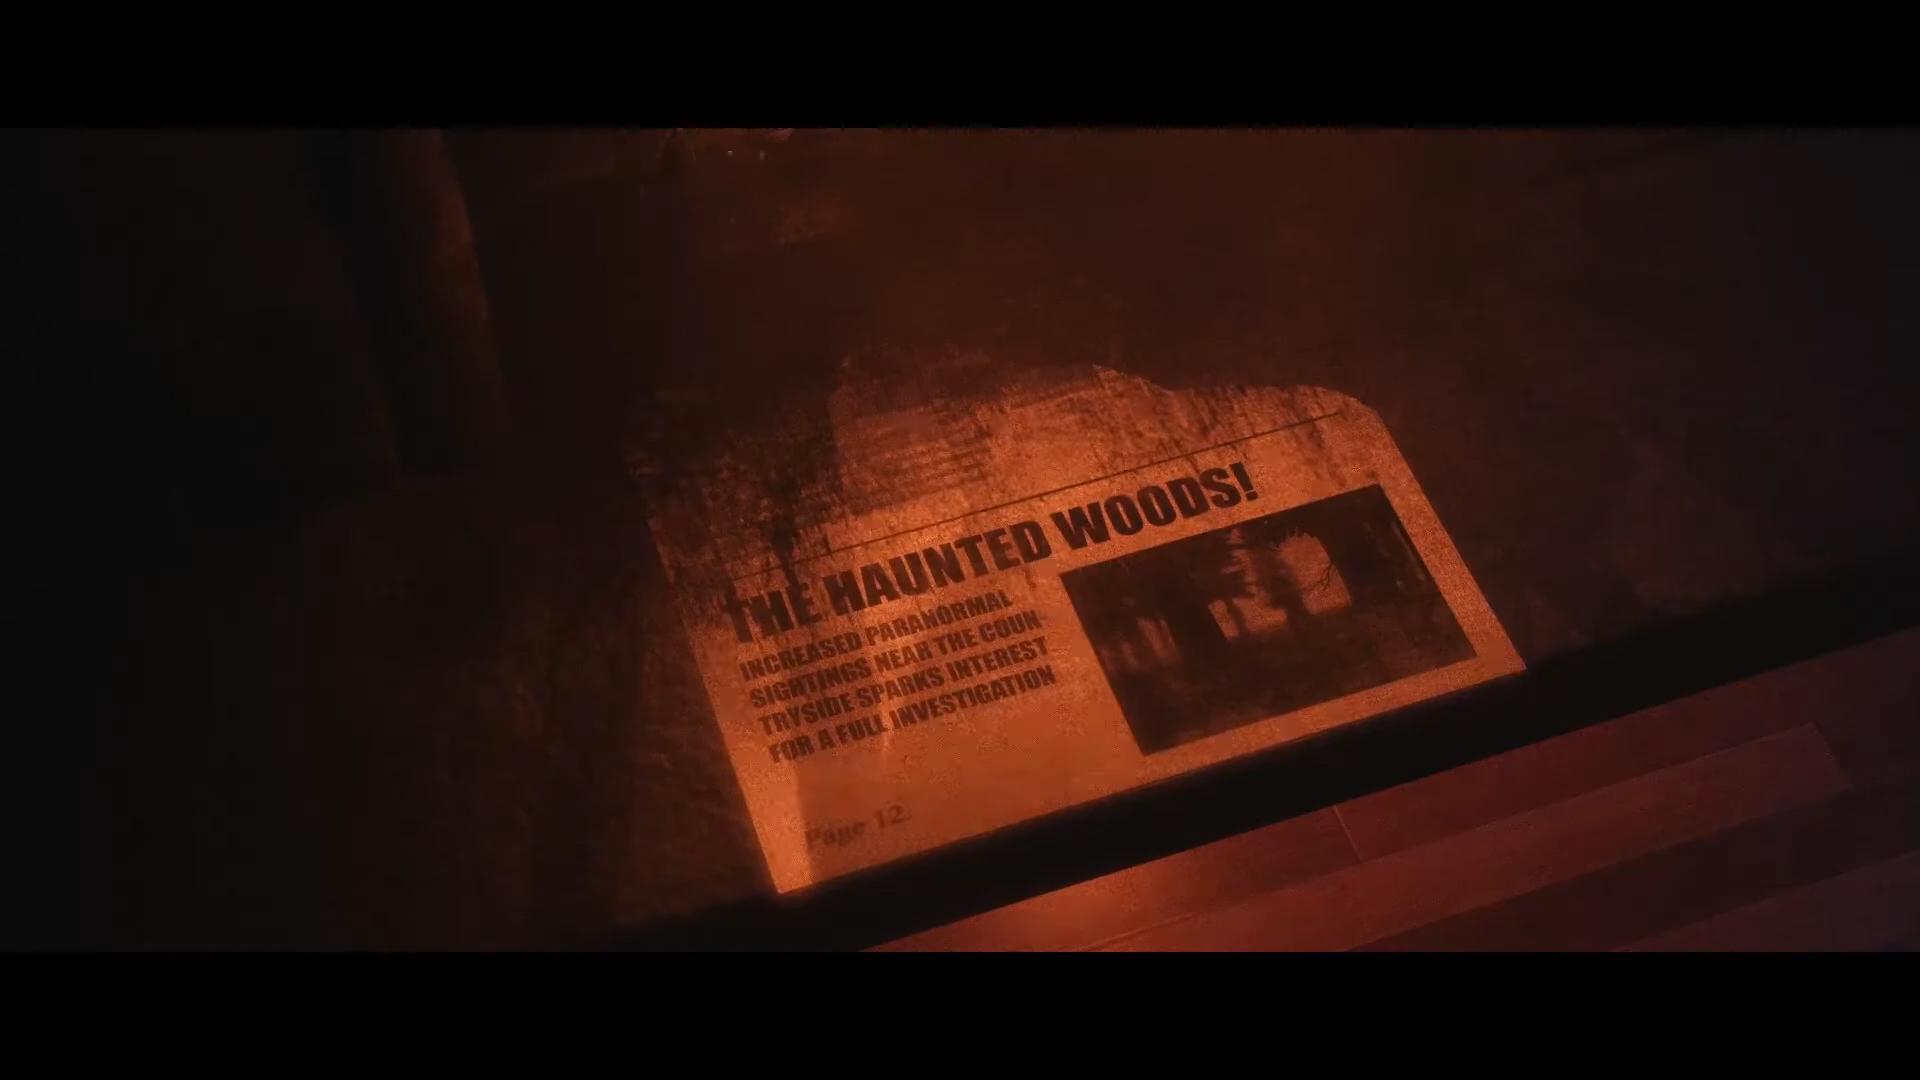 THE HAUNTED WOODS!
INCREASED PARANORMAL
SIGHTINGS NEAR THE COUN-
TRYSIDE SPARKS INTEREST
FOR A FULL INVESTIGATION
Page 12.